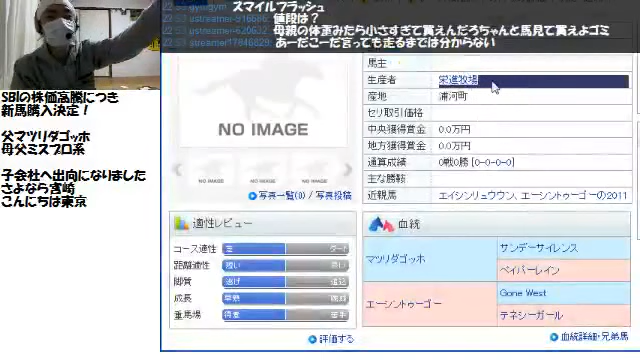 スマイルフラッシュ
値段は？
母親の体重みたら小さすぎて買えんだろちゃんと馬見て買えよゴミ
あーだこーだ言っても走るまでは分からない
SBIの株価高騰につき
新馬購入決定！
父マツリダゴッホ
母父ミスプロ系
子会社へ出向になりました
さよなら宮崎
こんにちは東京
NO IMAGE
NO IMAGE NO IMAGE NO IMAGE
写真一覧(0) / 写真投稿
馬主
生産者 栄進牧場
産地 浦河町
セリ取引価格
中央獲得賞金 0.0万円
地方獲得賞金 0.0万円
通算成績 0戦0勝 [0-0-0-0]
主な勝鞍
近親馬 エイシンリュウウン、エーシントゥーゴーの2011
適性レビュー
コース適性 芝 ダート
距離適性 短い 長い
脚質 逃げ 追込
成長 早熟
重馬場 得意 苦手
評価する
血統
マツリダゴッホ
サンデーサイレンス
ペイパーレイン
エーシントゥーゴー
Gone West
テネシーガール
血統詳細・兄弟馬